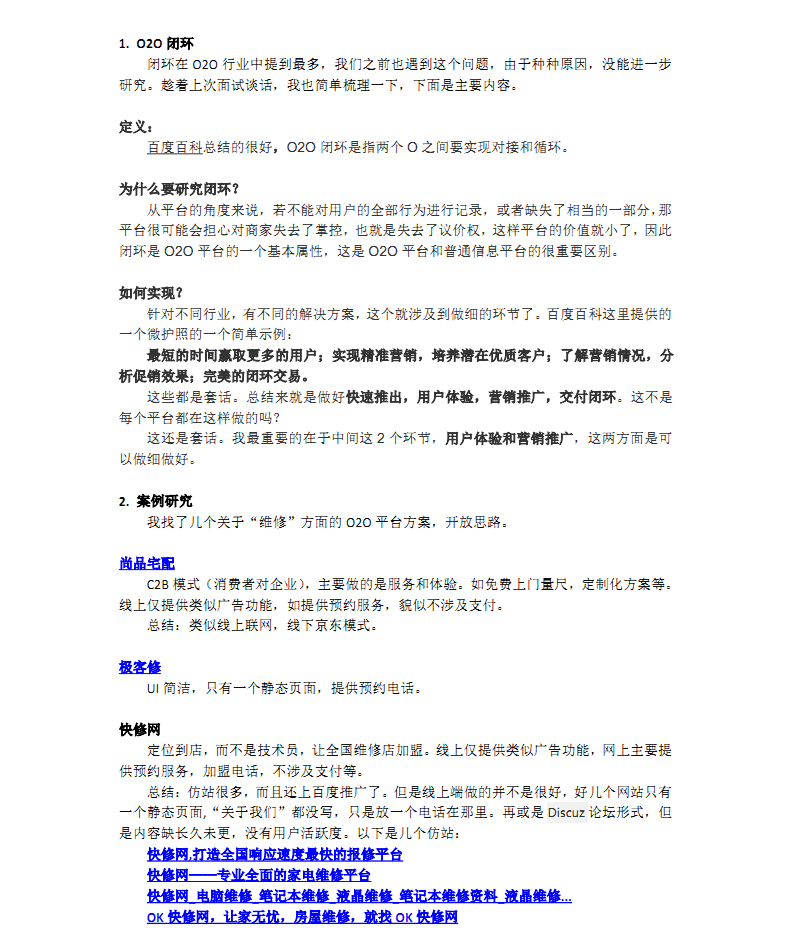 1. O2O 闭环
闭环在 O2O 行业中提到最多，我们之前也遇到这个问题，由于种种原因，没能进一步
研究。趁着上次面试谈话，我也简单梳理一下，下面是主要内容。
定义：
百度百科总结的很好，O2O 闭环是指两个 O 之间要实现对接和循环。
为什么要研究闭环？
从平台的角度来说，若不能对用户的全部行为进行记录，或者缺失了相当的一部分，那
平台很可能会担心对商家失去了掌控，也就是失去了议价权，这样平台的价值就小了，因此
闭环是 O2O 平台的一个基本属性，这是 O2O 平台和普通信息平台的很重要区别。
如何实现？
针对不同行业，有不同的解决方案，这个就涉及到做细的环节了。百度百科这里提供的
一个微护照的一个简单示例：
最短的时间赢取更多的用户；实现精准营销，培养潜在优质客户；了解营销情况，分
析促销效果；完美的闭环交易。
这些都是套话。总结来就是做好快速推出，用户体验，营销推广，交付闭环。这不是
每个平台都在这样做的吗？
这还是套话。我最重要的在于中间这 2 个环节，用户体验和营销推广，这两方面是可
以做细做好。
2. 案例研究
我找了几个关于“维修”方面的 O2O 平台方案，开放思路。
尚品宅配
C2B 模式（消费者对企业），主要做的是服务和体验。如免费上门量尺，定制化方案等。
线上仅提供类似广告功能，如提供预约服务，貌似不涉及支付。
总结：类似线上联网，线下京东模式。
极客修
UI 简洁，只有一个静态页面，提供预约电话。
快修网
定位到店，而不是技术员，让全国维修店加盟。线上仅提供类似广告功能，网上主要提
供预约服务，加盟电话，不涉及支付等。
总结：仿站很多，而且还上百度推广了。但是线上端做的并不是很好，好几个网站只有
一个静态页面，“关于我们”都没写，只是放一个电话在那里。再或是 Discuz 论坛形式，但
是内容缺长久未更，没有用户活跃度。以下是几个仿站：
快修网,打造全国响应速度最快的报修平台
快修网——专业全面的家电维修平台
快修网_电脑维修_笔记本维修_液晶维修_笔记本维修资料_液晶维修...
OK 快修网，让家无忧，房屋维修，就找 OK 快修网